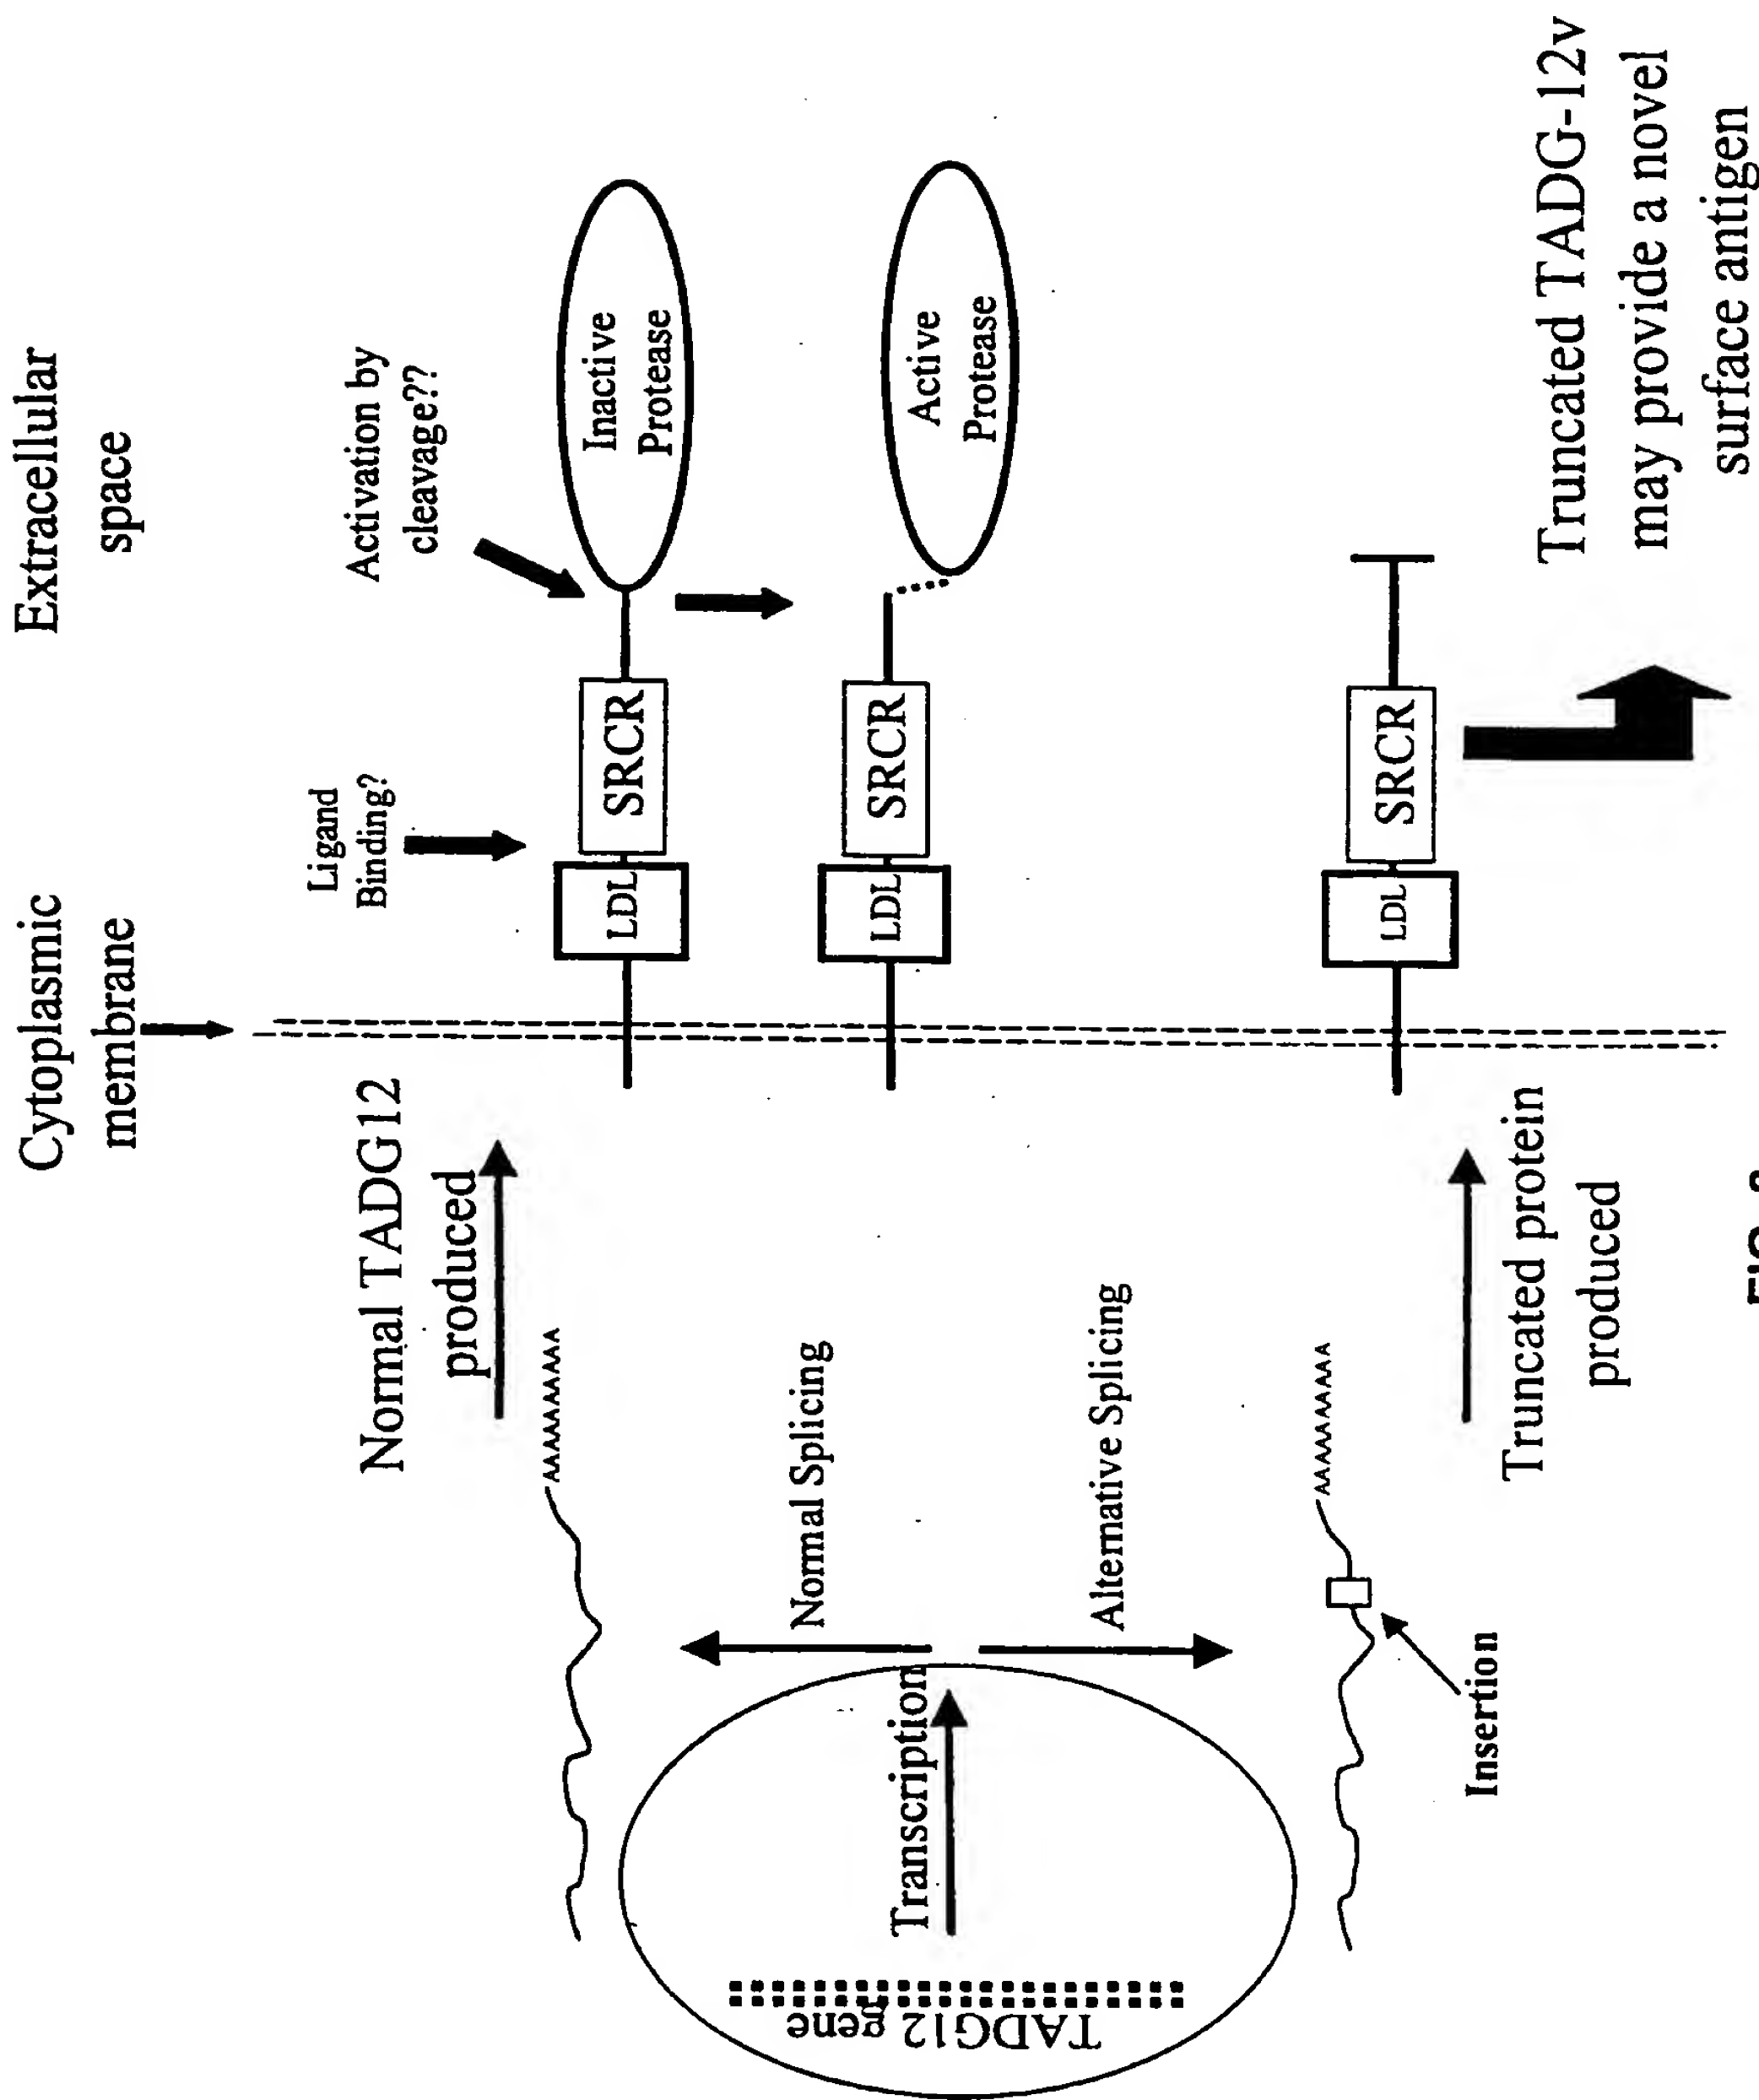 Cytoplasmic
membrane
Extracellular
space
Normal TADG12
produced
Ligand
Binding?
Activation by
cleavage??
AAAAAAAAA
LDL
SRCR
Inactive
Protease
Normal Splicing
TADG12 gene
Transcription
LDL
SRCR
Active
Protease
Alternative Splicing
AAAAAAAAA
Insertion
LDL
SRCR
Truncated protein
produced
Truncated TADG-12v
may provide a novel
surface antigen